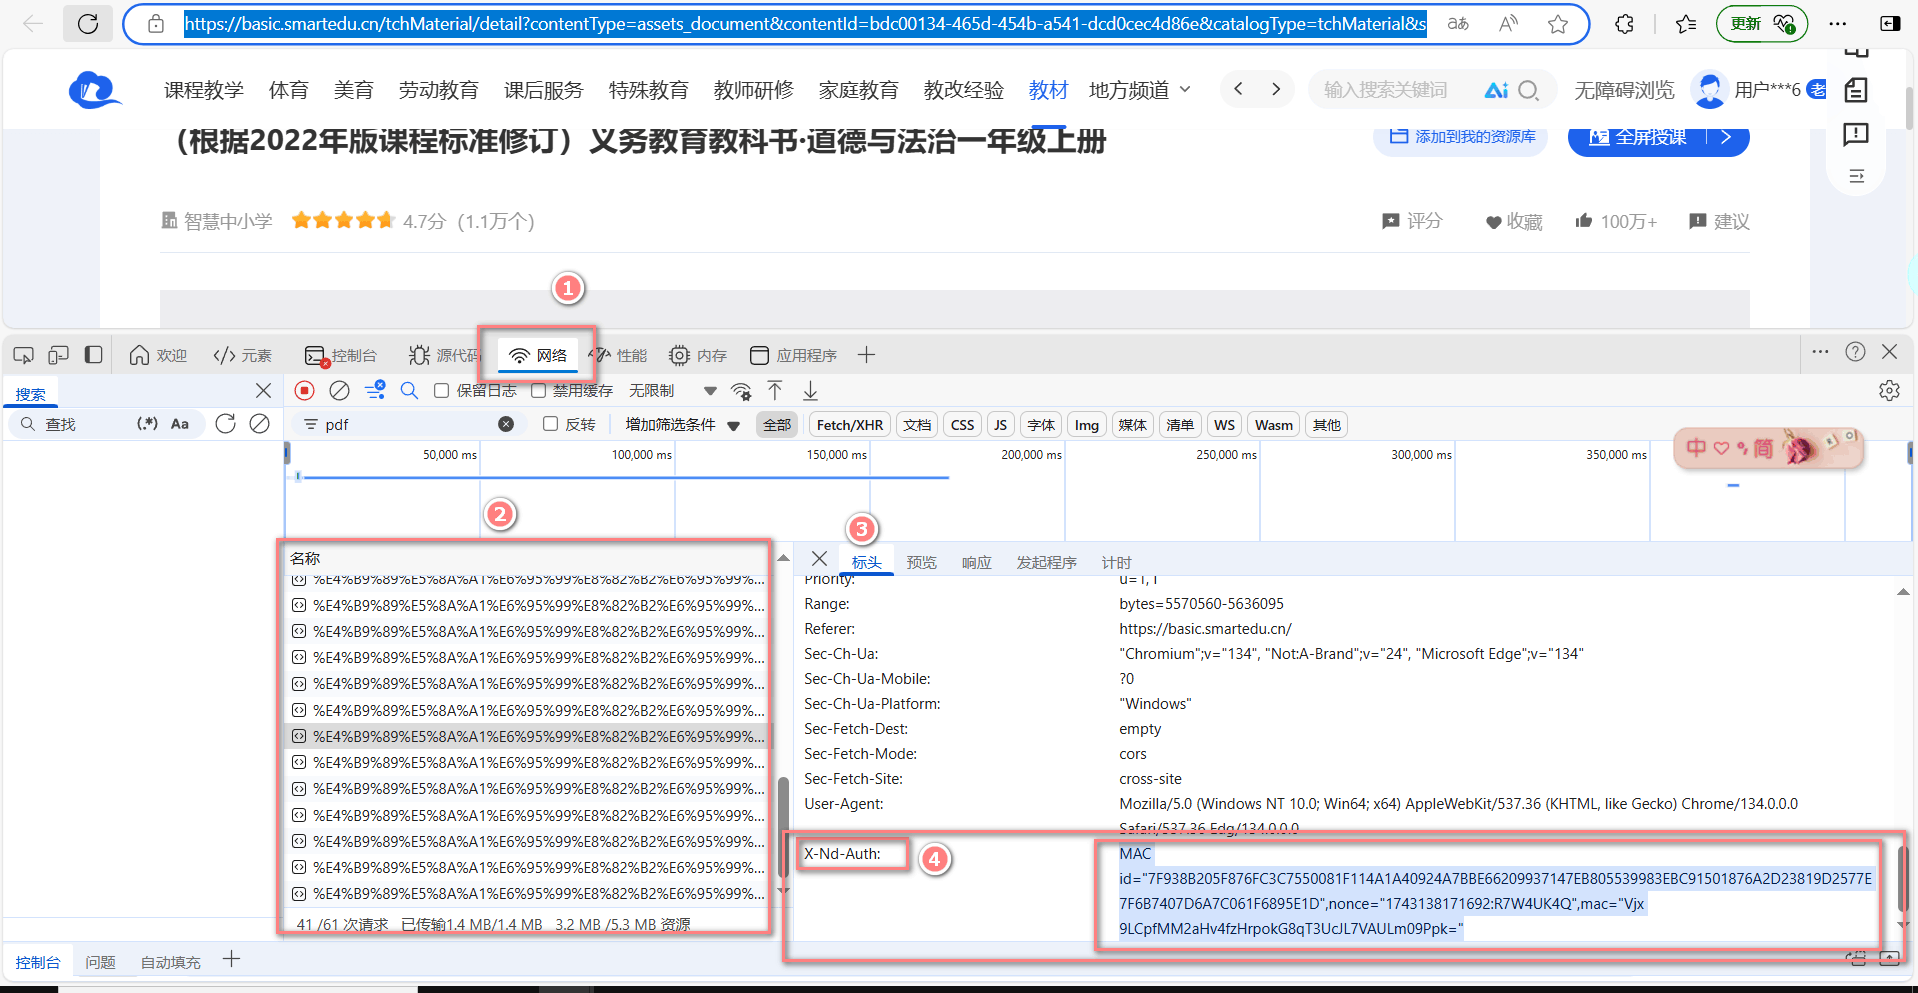 https://basic.smartedu.cn/tchMaterial/detail?contentType=assets_document&contentId=bdc00134-465d-454b-a541-dcd0cec4d86e&catalogType=tchMaterial&s
更新
课程教学 体育 美育 劳动教育 课后服务 特殊教育 教师研修 家庭教育 教改经验 教材 地方频道
输入搜索关键词 Ai 无障碍浏览 用户***6 老
（根据2022年版课程标准修订）义务教育教科书·道德与法治一年级上册
添加到我的资源库 全屏授课
智慧中小学 4.7分（1.1万个） 评分 收藏 100万+ 建议
1
欢迎 元素 控制台 源代码 网络 性能 内存 应用程序
搜索 保留日志 禁用缓存 无限制
查找 (.*) Aa pdf 反转 增加筛选条件 全部 Fetch/XHR 文档 CSS JS 字体 Img 媒体 清单 WS Wasm 其他
50,000 ms 100,000 ms 150,000 ms 200,000 ms 250,000 ms 300,000 ms 350,000 ms
中 简
2
3
名称
标头 预览 响应 发起程序 计时
%E4%B9%89%E5%8A%A1%E6%95%99%E8%82%B2%E6%95%99%...
%E4%B9%89%E5%8A%A1%E6%95%99%E8%82%B2%E6%95%99%...
%E4%B9%89%E5%8A%A1%E6%95%99%E8%82%B2%E6%95%99%...
%E4%B9%89%E5%8A%A1%E6%95%99%E8%82%B2%E6%95%99%...
%E4%B9%89%E5%8A%A1%E6%95%99%E8%82%B2%E6%95%99%...
%E4%B9%89%E5%8A%A1%E6%95%99%E8%82%B2%E6%95%99%...
%E4%B9%89%E5%8A%A1%E6%95%99%E8%82%B2%E6%95%99%...
%E4%B9%89%E5%8A%A1%E6%95%99%E8%82%B2%E6%95%99%...
%E4%B9%89%E5%8A%A1%E6%95%99%E8%82%B2%E6%95%99%...
%E4%B9%89%E5%8A%A1%E6%95%99%E8%82%B2%E6%95%99%...
%E4%B9%89%E5%8A%A1%E6%95%99%E8%82%B2%E6%95%99%...
%E4%B9%89%E5%8A%A1%E6%95%99%E8%82%B2%E6%95%99%...
%E4%B9%89%E5%8A%A1%E6%95%99%E8%82%B2%E6%95%99%...
41 /61 次请求 已传输1.4 MB/1.4 MB 3.2 MB /5.3 MB 资源
Priority: u=1, i
Range: bytes=5570560-5636095
Referer: https://basic.smartedu.cn/
Sec-Ch-Ua: "Chromium";v="134", "Not:A-Brand";v="24", "Microsoft Edge";v="134"
Sec-Ch-Ua-Mobile: ?0
Sec-Ch-Ua-Platform: "Windows"
Sec-Fetch-Dest: empty
Sec-Fetch-Mode: cors
Sec-Fetch-Site: cross-site
User-Agent: Mozilla/5.0 (Windows NT 10.0; Win64; x64) AppleWebKit/537.36 (KHTML, like Gecko) Chrome/134.0.0.0
Safari/537.36 Edg/134.0.0.0
X-Nd-Auth: 4 MAC
id="7F938B205F876FC3C7550081F114A1A40924A7BBE66209937147EB805539983EBC91501876A2D23819D2577E
7F6B7407D6A7C061F6895E1D",nonce="1743138171692:R7W4UK4Q",mac="Vjx
9LCpfMM2aHv4fzHrpokG8qT3UcJL7VAULm09Ppk="
控制台 问题 自动填充